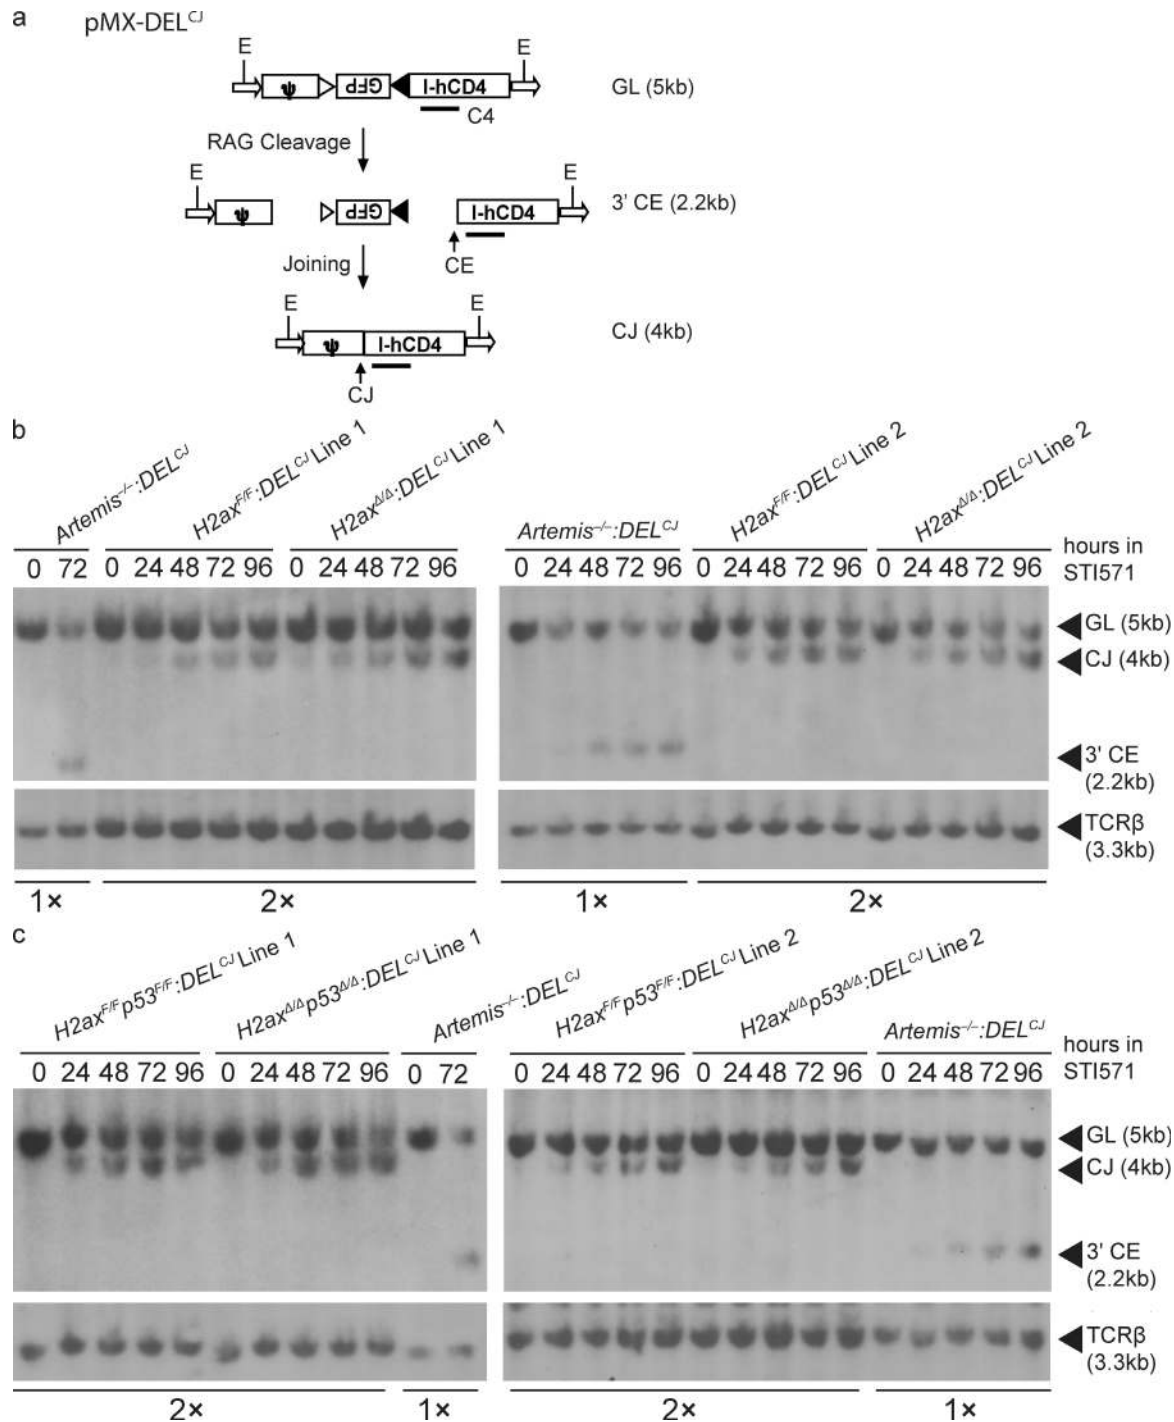 a
pMX-DEL^CJ
E E
ψ GFP I-hCD4 GL (5kb)
C4
RAG Cleavage
E E
ψ GFP I-hCD4 3' CE (2.2kb)
CE
Joining
E E
ψ I-hCD4 CJ (4kb)
CJ
b
Artemis^–/–:DEL^CJ
H2ax^F/F:DEL^CJ Line 1
H2ax^Δ/Δ:DEL^CJ Line 1
Artemis^–/–:DEL^CJ
H2ax^F/F:DEL^CJ Line 2
H2ax^Δ/Δ:DEL^CJ Line 2
0 72 0 24 48 72 96 0 24 48 72 96 0 24 48 72 96 0 24 48 72 96 0 24 48 72 96
hours in
STI571
GL (5kb)
CJ (4kb)
3' CE
(2.2kb)
TCRβ
(3.3kb)
1× 2× 1× 2×
c
H2ax^F/F p53^F/F:DEL^CJ Line 1
H2ax^Δ/Δ p53^Δ/Δ:DEL^CJ Line 1
Artemis^–/–:DEL^CJ
H2ax^F/F p53^F/F:DEL^CJ Line 2
H2ax^Δ/Δ p53^Δ/Δ:DEL^CJ Line 2
Artemis^–/–:DEL^CJ
0 24 48 72 96 0 24 48 72 96 0 72 0 24 48 72 96 0 24 48 72 96 0 24 48 72 96
hours in
STI571
GL (5kb)
CJ (4kb)
3' CE
(2.2kb)
TCRβ
(3.3kb)
2× 1× 2× 1×